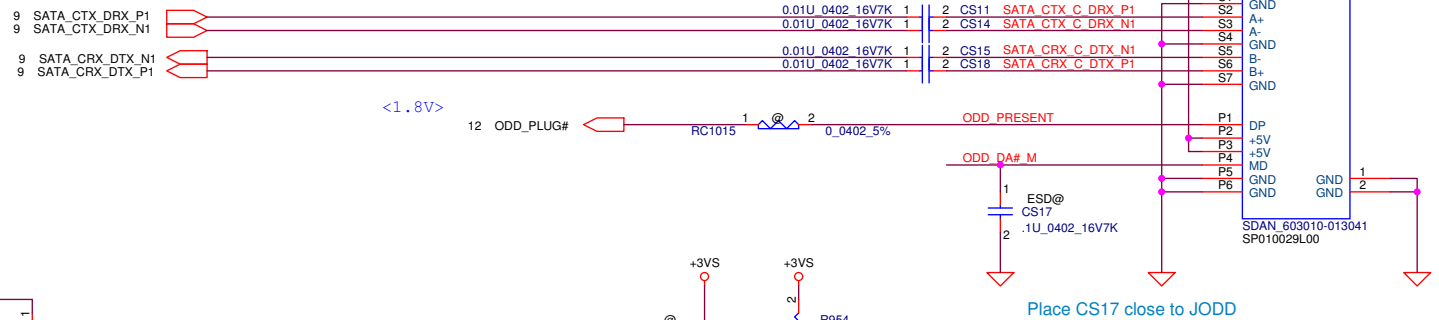 9 SATA_CTX_DRX_P1 0.01U_0402_16V7K 1 2 CS11 SATA_CTX_C_DRX_P1 S2 GND
9 SATA_CTX_DRX_N1 0.01U_0402_16V7K 1 2 CS14 SATA_CTX_C_DRX_N1 S3 A+
S4 A-
GND
9 SATA_CRX_DTX_N1 0.01U_0402_16V7K 1 2 CS15 SATA_CRX_C_DTX_N1 S5 B-
9 SATA_CRX_DTX_P1 0.01U_0402_16V7K 1 2 CS18 SATA_CRX_C_DTX_P1 S6 B+
S7 GND
<1.8V>
12 ODD_PLUG# RC1015 1 @ 2 0_0402_5% ODD_PRESENT P1 DP
P2 +5V
P3 +5V
ODD_DA#_M P4 MD
P5 GND GND 1
P6 GND GND 2
1 ESD@
CS17
2 .1U_0402_16V7K
SDAN_603010-013041
SP010029L00
+3VS +3VS
2
Place CS17 close to JODD
1 @